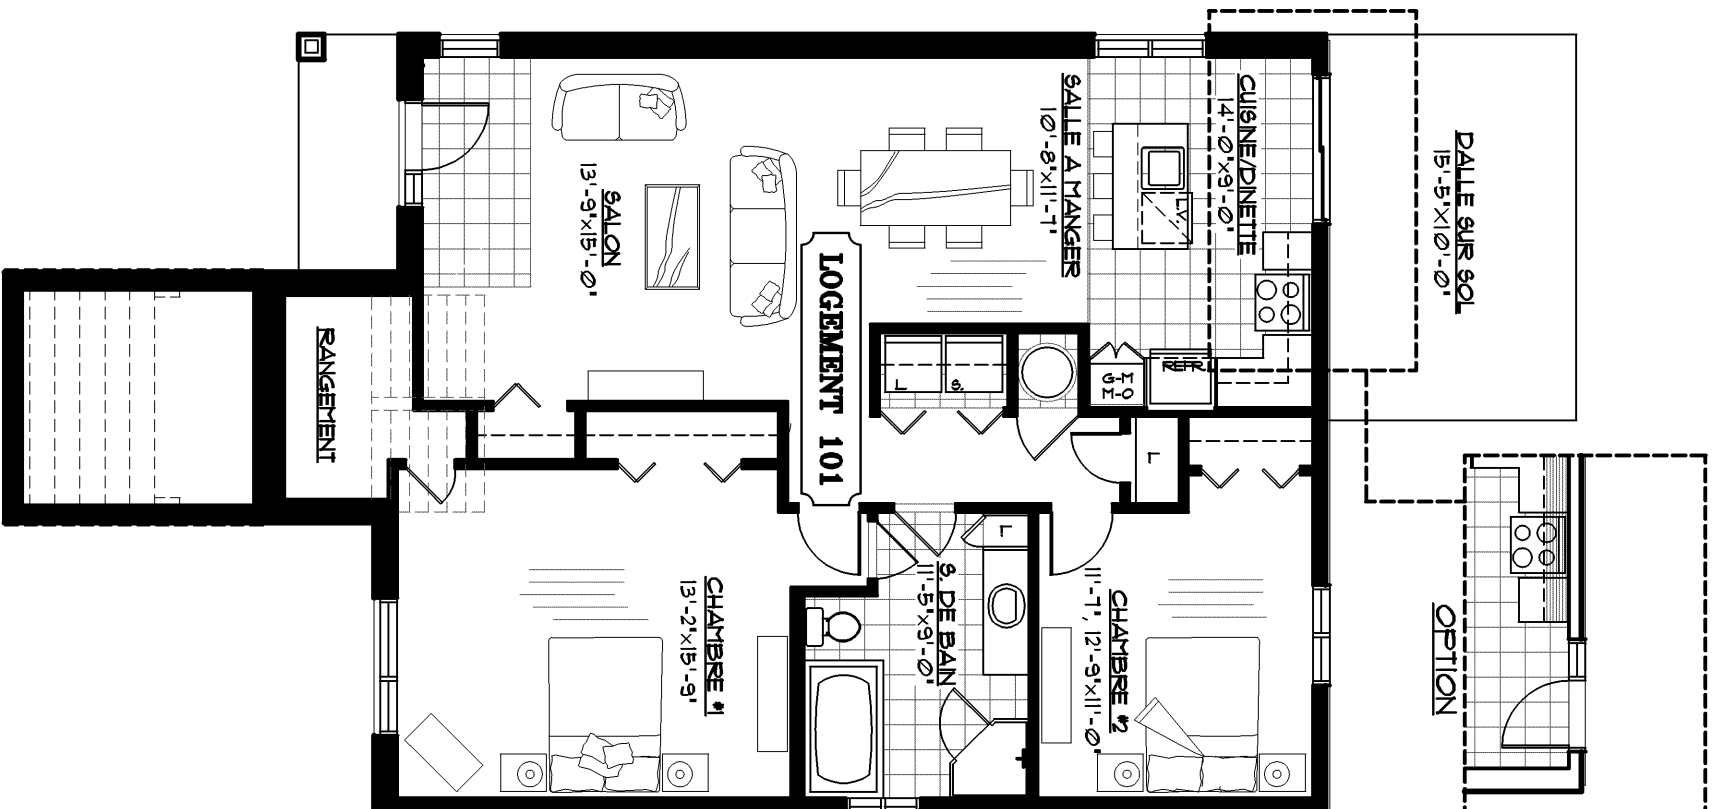 CUISINE/DINETTE
14'-0"x9'-0"
DALLE SUR SOL
15'-5"x10'-0"
SALLE A MANGER
10'-8"x11'-7"
L.V.
SALON
13'-9"x15'-0"
LOGEMENT 101
RANGEMENT
L
S.
REFR.
G-M
M-O
L
L
S. DE BAIN
11'-5"x9'-0"
CHAMBRE #1
13'-2"x15'-9"
CHAMBRE #2
11'-7", 12'-9"x11'-0"
OPTION